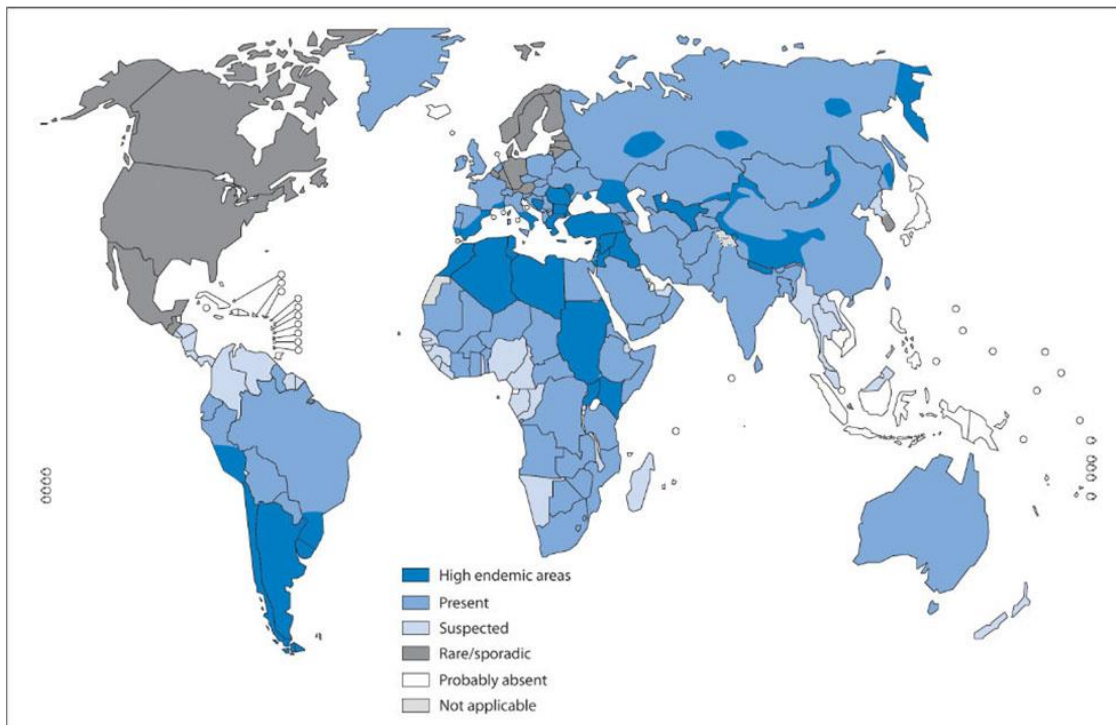 High endemic areas
Present
Suspected
Rare/sporadic
Probably absent
Not applicable